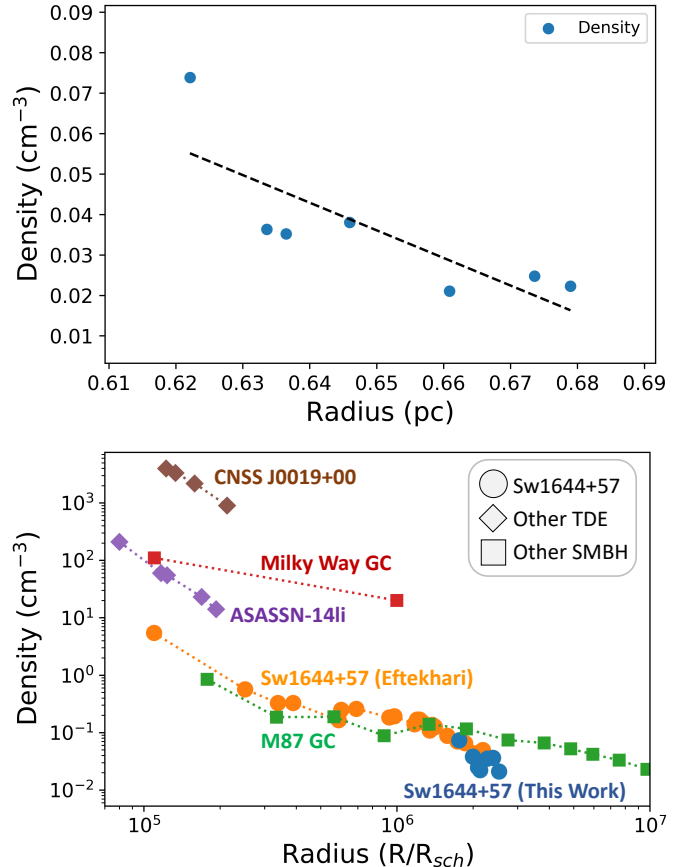 Density
0.09
0.08
0.07
0.06
0.05
0.04
0.03
0.02
0.01
Density (cm⁻³)
0.61 0.62 0.63 0.64 0.65 0.66 0.67 0.68 0.69
Radius (pc)
CNSS J0019+00
Sw1644+57
Other TDE
Other SMBH
Milky Way GC
ASASSN-14li
Sw1644+57 (Eftekhari)
M87 GC
Sw1644+57 (This Work)
10³
10²
10¹
10⁰
10⁻¹
10⁻²
Density (cm⁻³)
10⁵ 10⁶ 10⁷
Radius (R/R_sch)